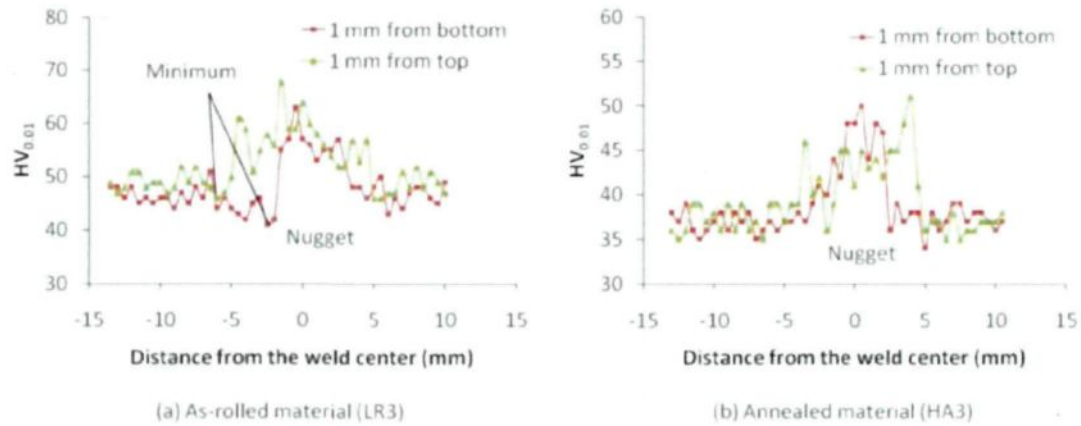 80
70
60
50
40
30
HV0.01
Minimum
1 mm from bottom
1 mm from top
Nugget
-15 -10 -5 0 5 10 15
Distance from the weld center (mm)
(a) As-rolled material (LR3)
60
55
50
45
40
35
30
HV0.01
1 mm from bottom
1 mm from top
Nugget
-15 -10 -5 0 5 10 15
Distance from the weld center (mm)
(b) Annealed material (HA3)